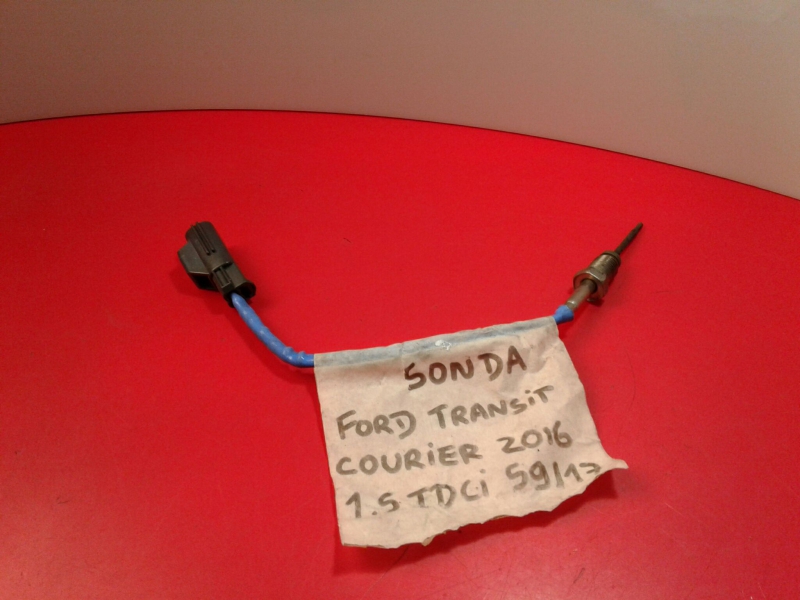 SONDA
FORD TRANSiT
COURiER 2016
1.5 TDCi 59/17